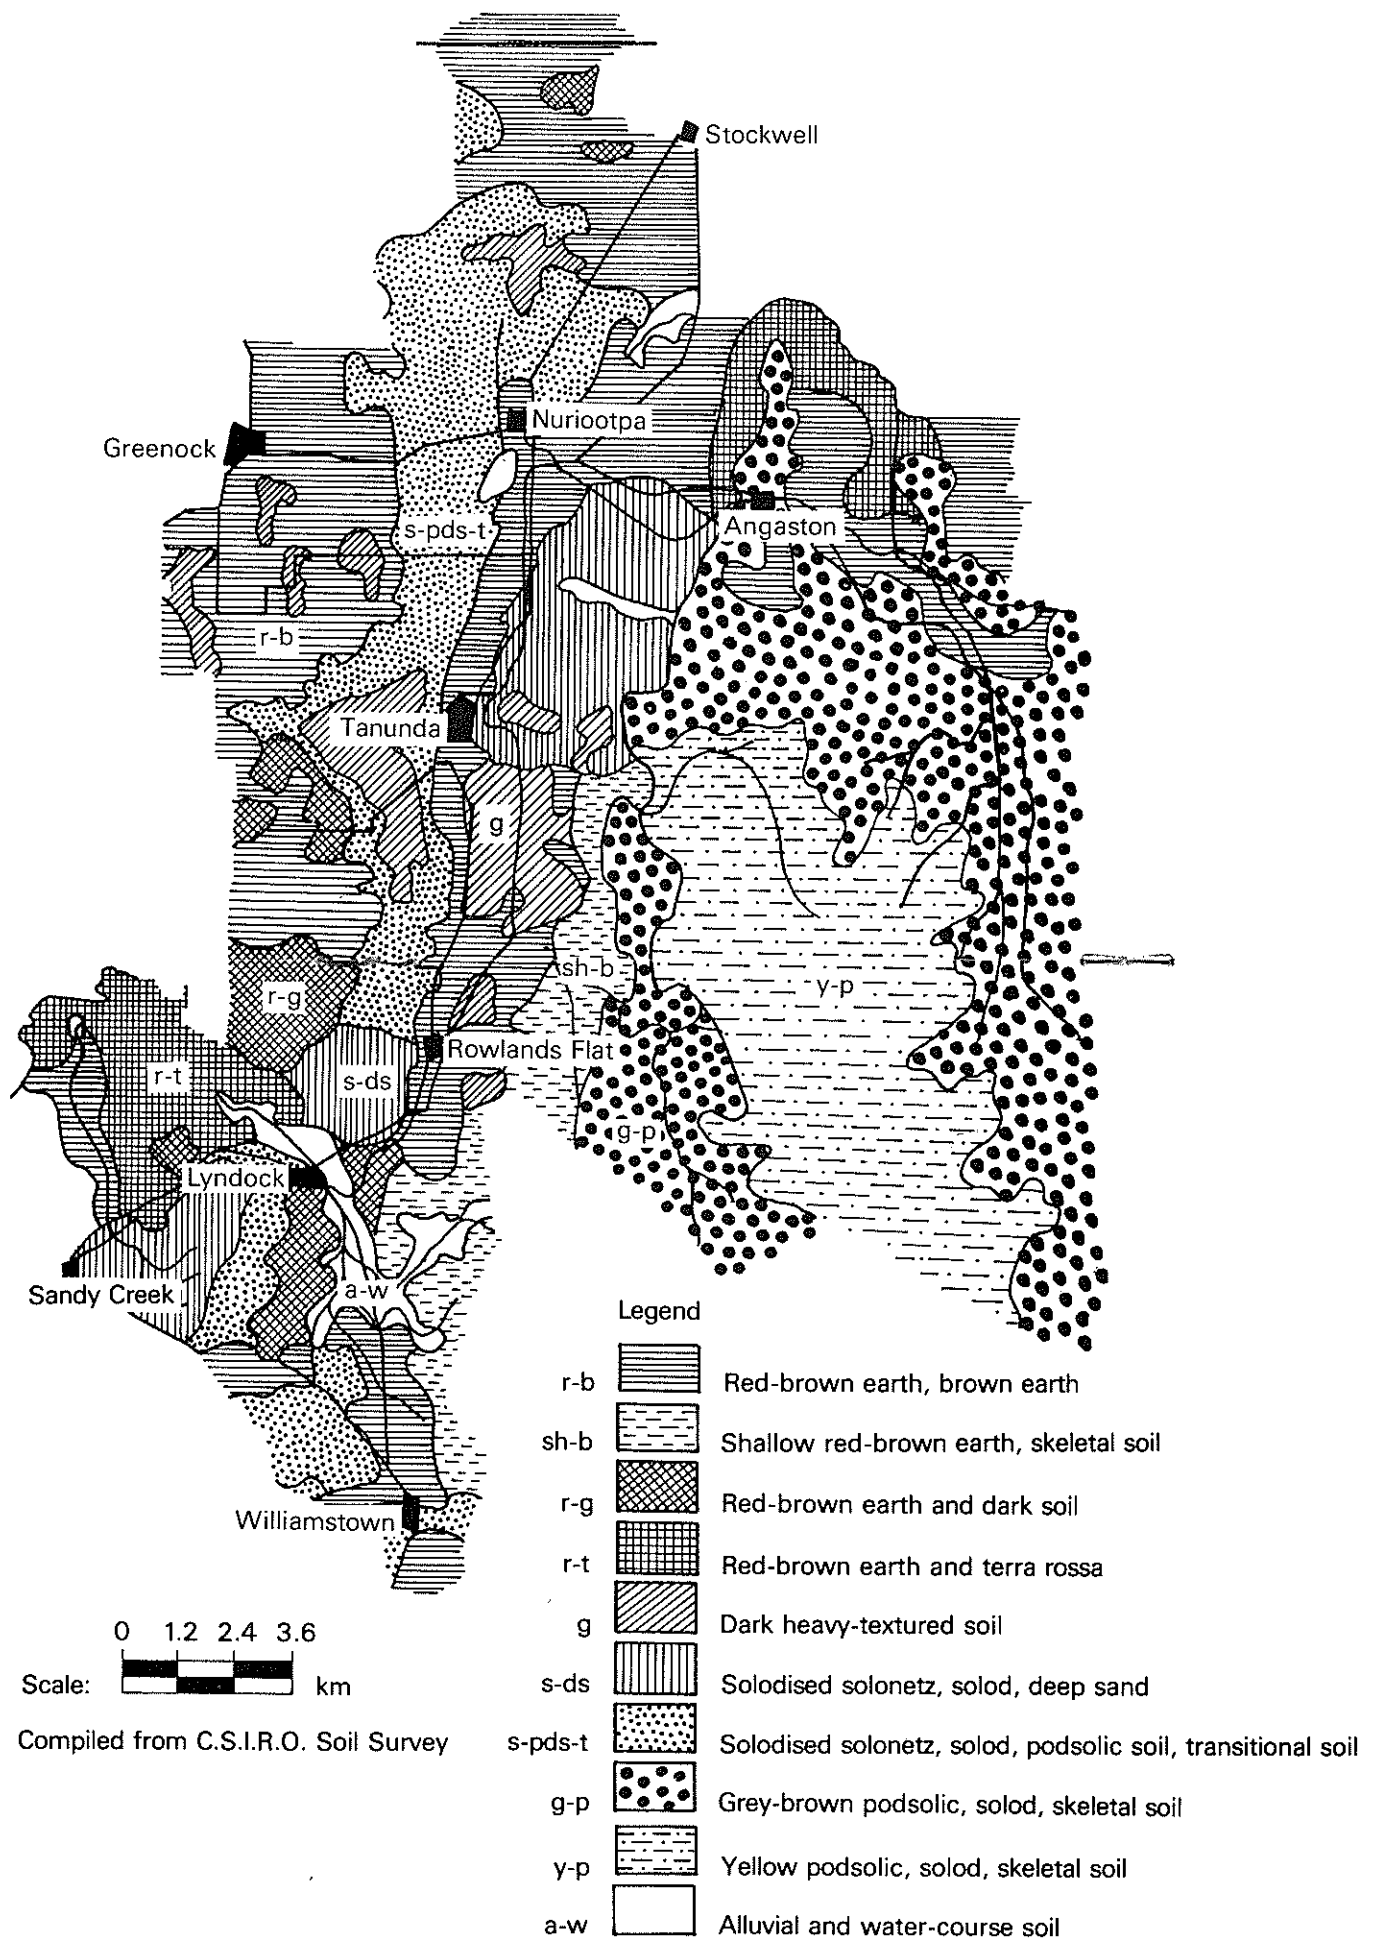 Stockwell
Nuriootpa
Greenock
s-pds-t
Angaston
r-b
Tanunda
g
sh-b
y-p
r-g
Rowlands Flat
r-t
s-ds
g-p
Lyndock
Sandy Creek
a-w
Williamstown
Legend
r-b Red-brown earth, brown earth
sh-b Shallow red-brown earth, skeletal soil
r-g Red-brown earth and dark soil
r-t Red-brown earth and terra rossa
g Dark heavy-textured soil
s-ds Solodised solonetz, solod, deep sand
s-pds-t Solodised solonetz, solod, podsolic soil, transitional soil
g-p Grey-brown podsolic, solod, skeletal soil
y-p Yellow podsolic, solod, skeletal soil
a-w Alluvial and water-course soil
0 1.2 2.4 3.6
Scale: km
Compiled from C.S.I.R.O. Soil Survey